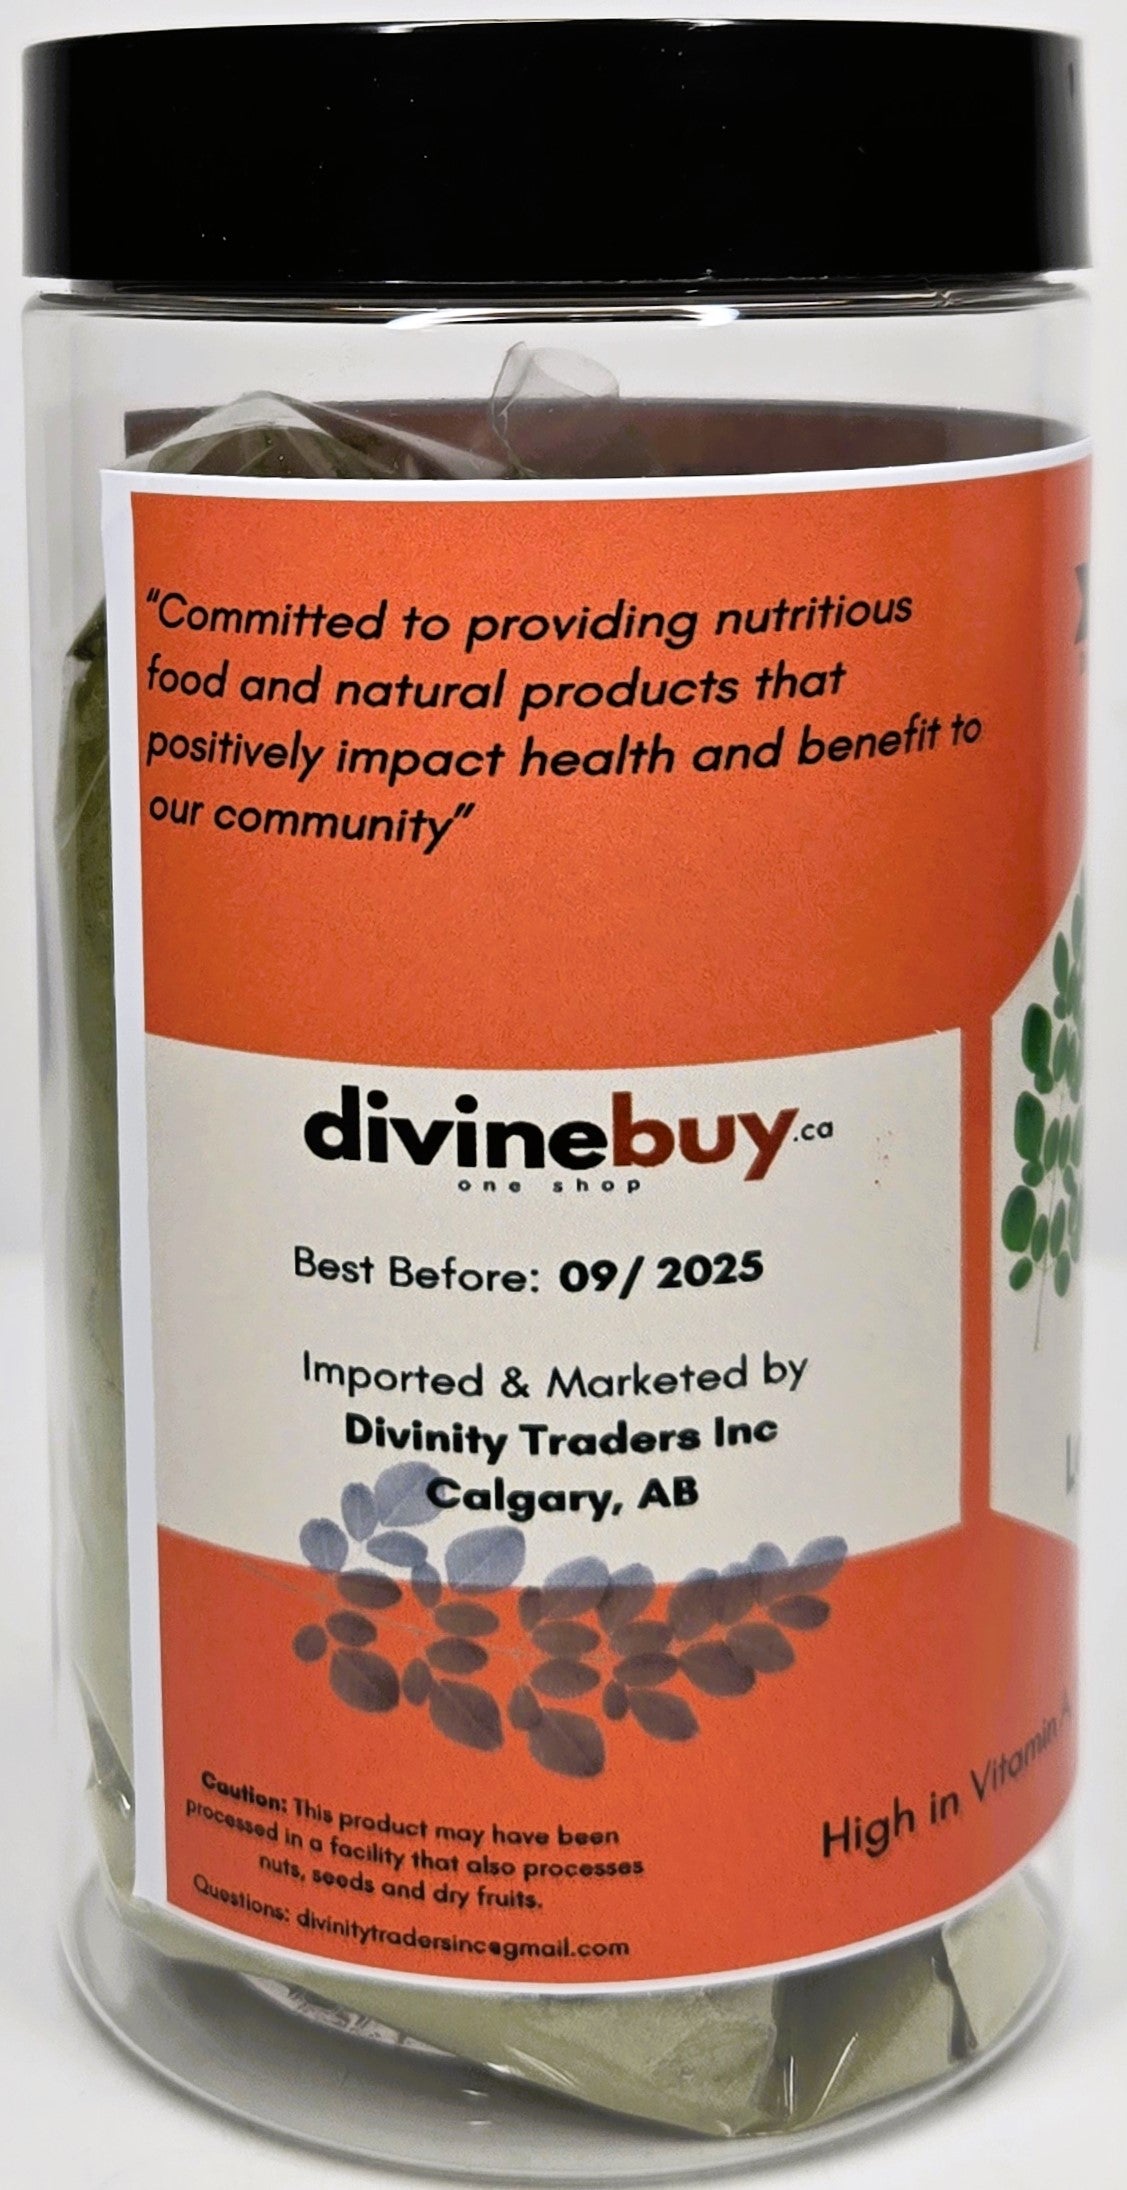 “Committed to providing nutritious
food and natural products that
positively impact health and benefit to
our community”
divinebuy.ca
one shop
Best Before: 09/ 2025
Imported & Marketed by
Divinity Traders Inc
Calgary, AB
Caution: This product may have been
processed in a facility that also processes
nuts, seeds and dry fruits.
Questions: divinitytradersinc@gmail.com
High in Vitamin A